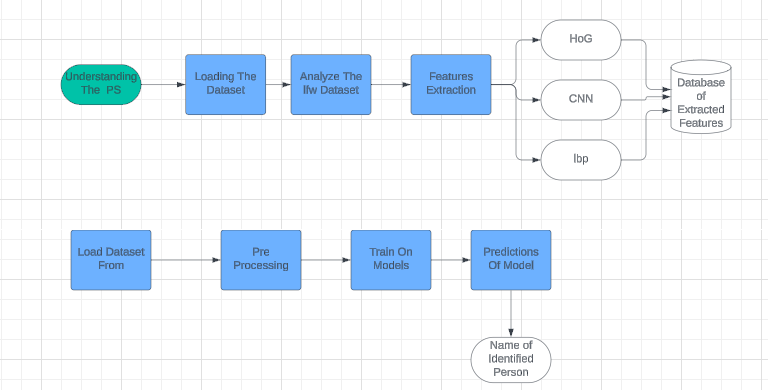 Understanding
The PS
Loading The
Dataset
Analyze The
lfw Dataset
Features
Extraction
HoG
CNN
lbp
Database
of
Extracted
Features
Load Dataset
From
Pre
Processing
Train On
Models
Predictions
Of Model
Name of
Identified
Person